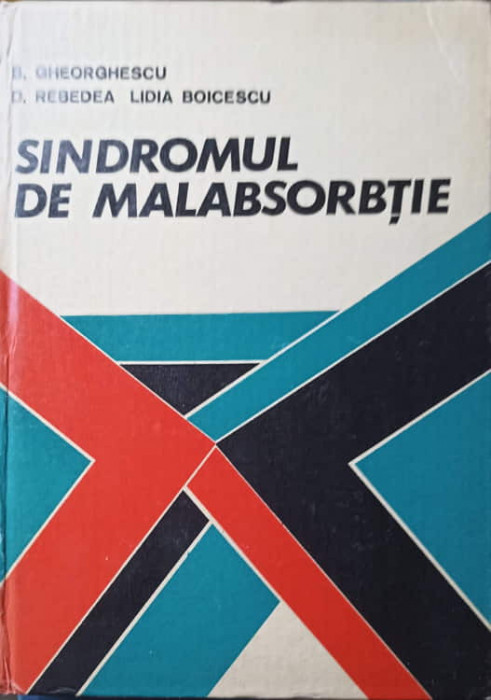 B. GHEORGHESCU
D. REBEDEA LIDIA BOICESCU
SINDROMUL
DE MALABSORBȚIE